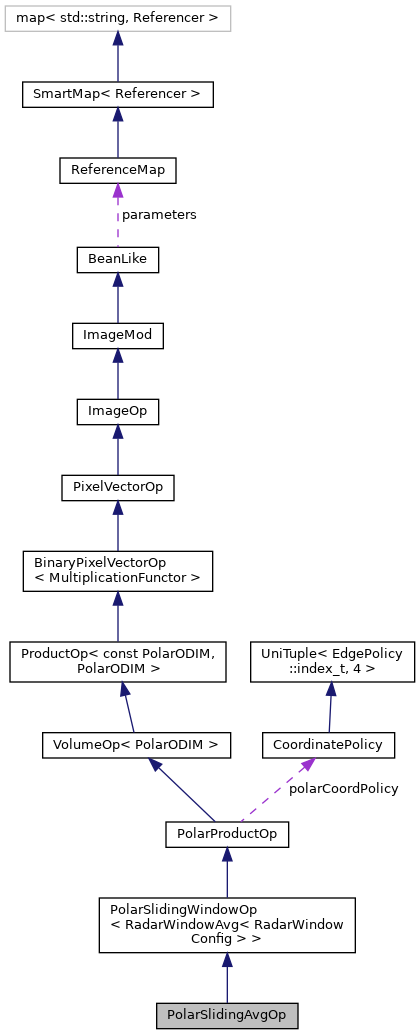 map< std::string, Referencer >
SmartMap< Referencer >
ReferenceMap
parameters
BeanLike
ImageMod
ImageOp
PixelVectorOp
BinaryPixelVectorOp
< MultiplicationFunctor >
ProductOp< const PolarODIM,
PolarODIM >
UniTuple< EdgePolicy
::index_t, 4 >
VolumeOp< PolarODIM >
CoordinatePolicy
polarCoordPolicy
PolarProductOp
PolarSlidingWindowOp
< RadarWindowAvg< RadarWindow
Config > >
PolarSlidingAvgOp